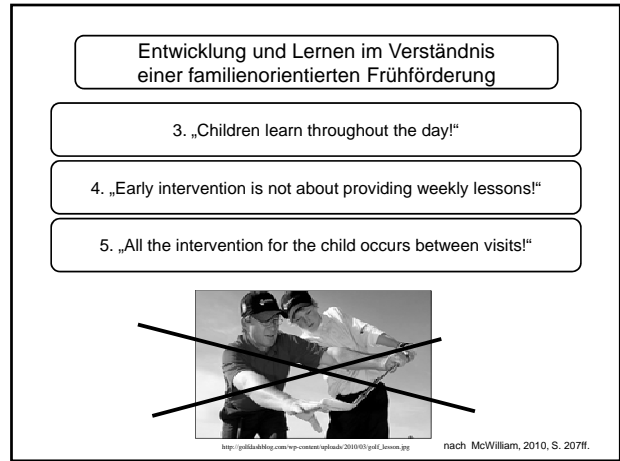 Entwicklung und Lernen im Verständnis
einer familienorientierten Frühförderung
3. „Children learn throughout the day!“
4. „Early intervention is not about providing weekly lessons!“
5. „All the intervention for the child occurs between visits!“
http://golfdashblog.com/wp-content/uploads/2010/03/golf_lesson.jpg
nach McWilliam, 2010, S. 207ff.